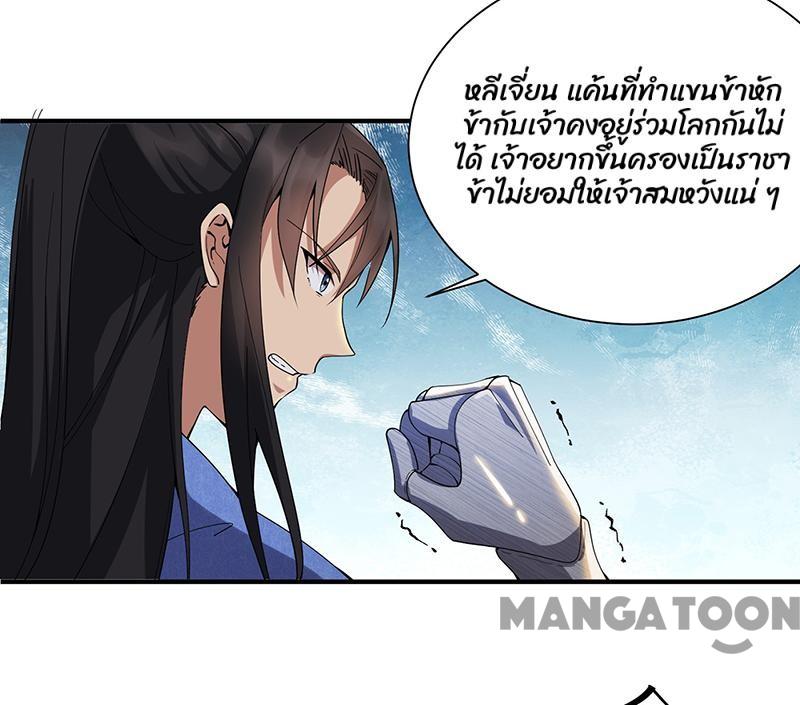 หลีเจี่ยน แค้นที่ทำแขนข้าหัก
ข้ากับเจ้าคงอยู่ร่วมโลกกันไม่
ได้ เจ้าอยากขึ้นครองเป็นราชา
ข้าไม่ยอมให้เจ้าสมหวังแน่ ๆ
MANGATOON